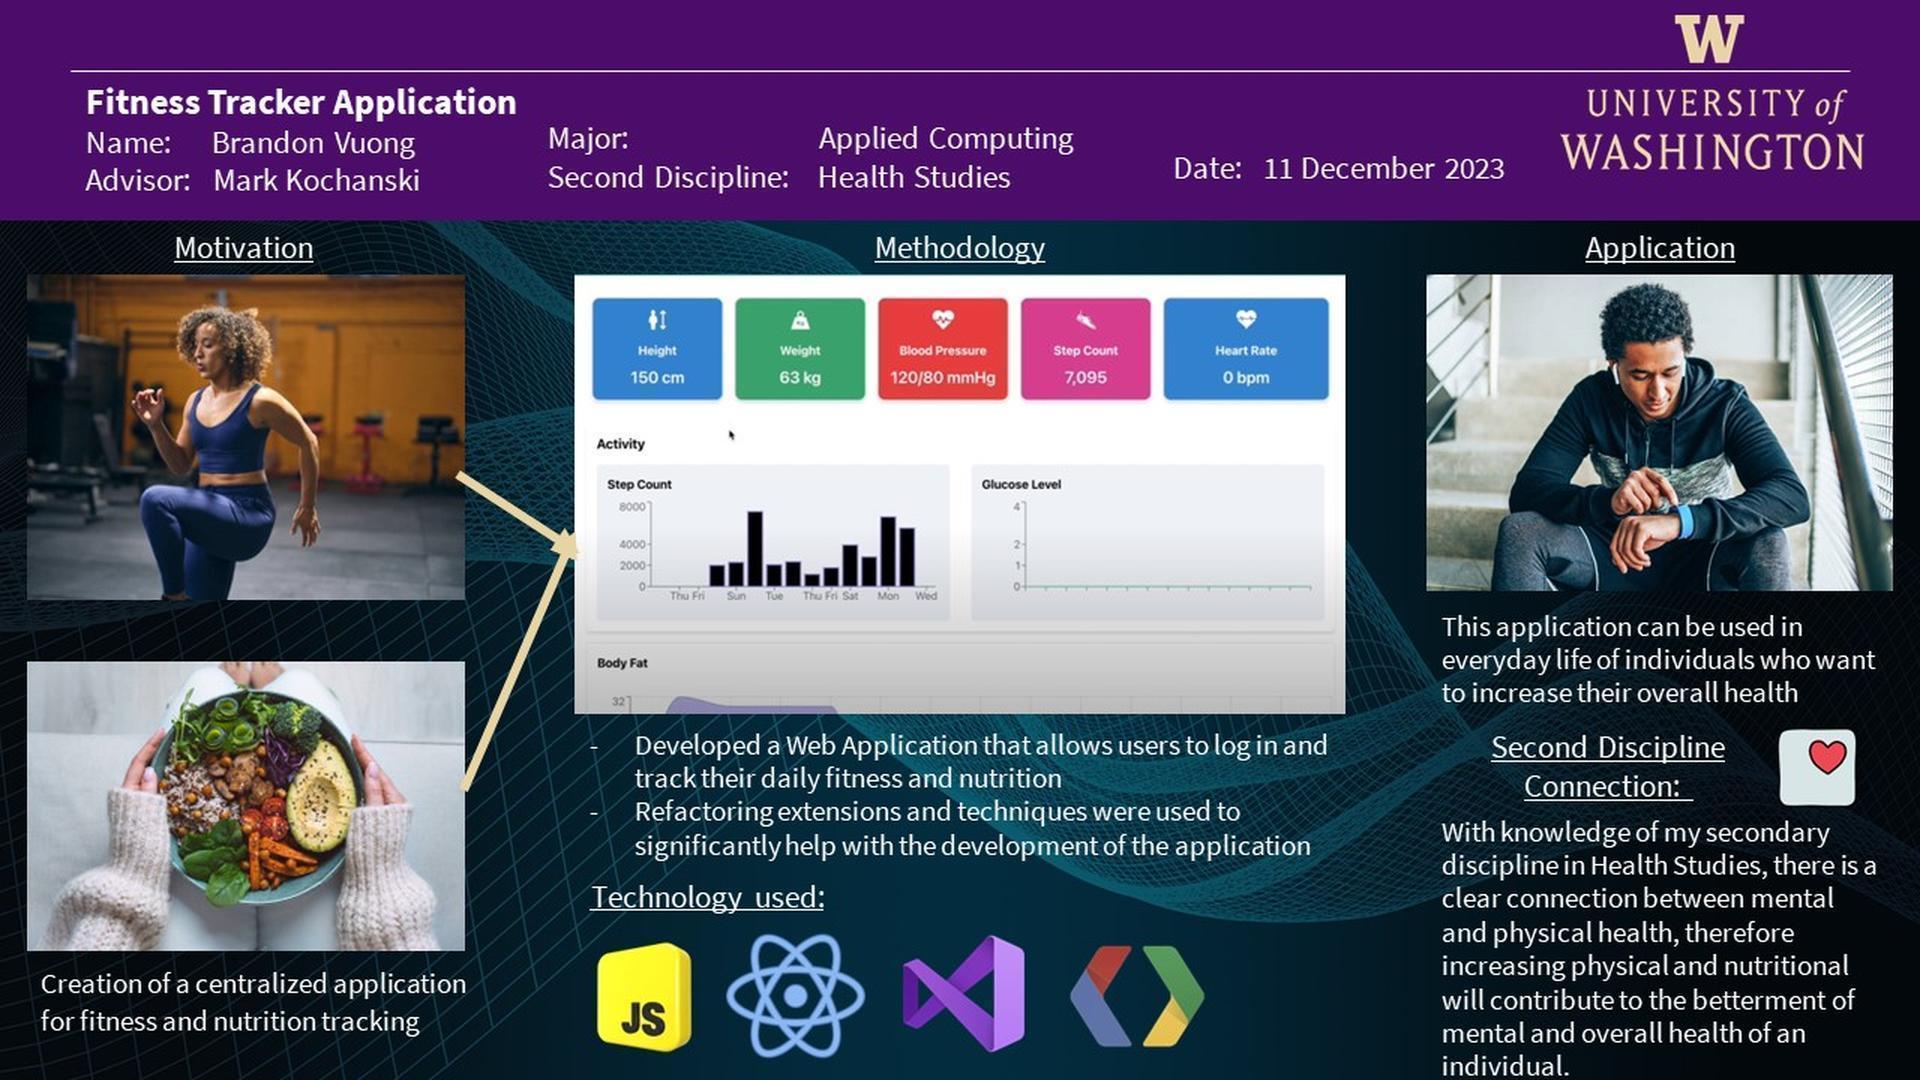 W
UNIVERSITY of
WASHINGTON
Fitness Tracker Application
Name: Brandon Vuong
Advisor: Mark Kochanski
Major: Applied Computing
Second Discipline: Health Studies
Date: 11 December 2023
Motivation
Creation of a centralized application
for fitness and nutrition tracking
Methodology
Height
150 cm
Weight
63 kg
Blood Pressure
120/80 mmHg
Step Count
7,095
Heart Rate
0 bpm
Activity
Step Count
8000
4000
2000
0
Thu Fri Sun Tue Thu Fri Sat Mon Wed
Glucose Level
4
2
1
0
Body Fat
32
- Developed a Web Application that allows users to log in and
track their daily fitness and nutrition
- Refactoring extensions and techniques were used to
significantly help with the development of the application
Technology used:
JS
Application
This application can be used in
everyday life of individuals who want
to increase their overall health
Second Discipline
Connection:
With knowledge of my secondary
discipline in Health Studies, there is a
clear connection between mental
and physical health, therefore
increasing physical and nutritional
will contribute to the betterment of
mental and overall health of an
individual.